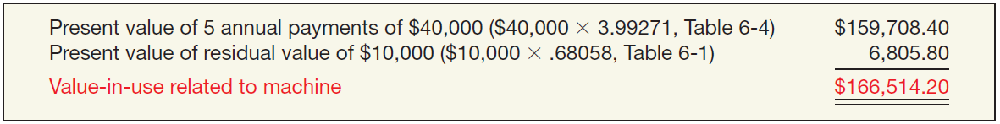 Present value of 5 annual payments of $40,000 ($40,000 × 3.99271, Table 6-4) $159,708.40
Present value of residual value of $10,000 ($10,000 × .68058, Table 6-1) 6,805.80
Value-in-use related to machine $166,514.20